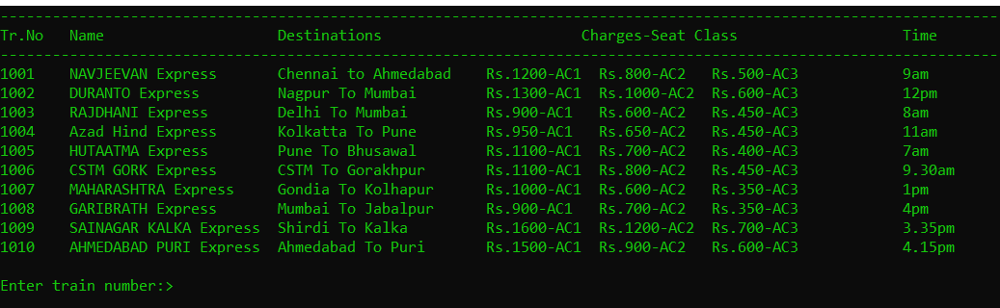 --------------------------------------------------------------------------------------------------------------------
Tr.No   Name                    Destinations                       Charges-Seat Class                   Time
--------------------------------------------------------------------------------------------------------------------
1001    NAVJEEVAN Express       Chennai to Ahmedabad    Rs.1200-AC1  Rs.800-AC2   Rs.500-AC3            9am
1002    DURANTO Express         Nagpur To Mumbai        Rs.1300-AC1  Rs.1000-AC2  Rs.600-AC3            12pm
1003    RAJDHANI Express        Delhi To Mumbai         Rs.900-AC1   Rs.600-AC2   Rs.450-AC3            8am
1004    Azad Hind Express       Kolkatta To Pune        Rs.950-AC1   Rs.650-AC2   Rs.450-AC3            11am
1005    HUTAATMA Express        Pune To Bhusawal        Rs.1100-AC1  Rs.700-AC2   Rs.400-AC3            7am
1006    CSTM GORK Express       CSTM To Gorakhpur       Rs.1100-AC1  Rs.800-AC2   Rs.450-AC3            9.30am
1007    MAHARASHTRA Express     Gondia To Kolhapur      Rs.1000-AC1  Rs.600-AC2   Rs.350-AC3            1pm
1008    GARIBRATH Express       Mumbai To Jabalpur      Rs.900-AC1   Rs.700-AC2   Rs.350-AC3            4pm
1009    SAINAGAR KALKA Express  Shirdi To Kalka         Rs.1600-AC1  Rs.1200-AC2  Rs.700-AC3            3.35pm
1010    AHMEDABAD PURI Express  Ahmedabad To Puri       Rs.1500-AC1  Rs.900-AC2   Rs.600-AC3            4.15pm
Enter train number:>